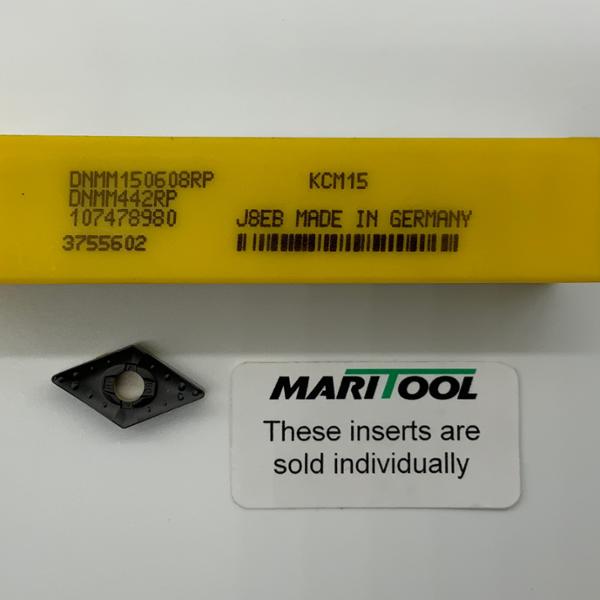 DNMM150608RP KCM15
DNMM442RP
107478980 J8EB MADE IN GERMANY
3755602
MARITOOL
These inserts are
sold individually